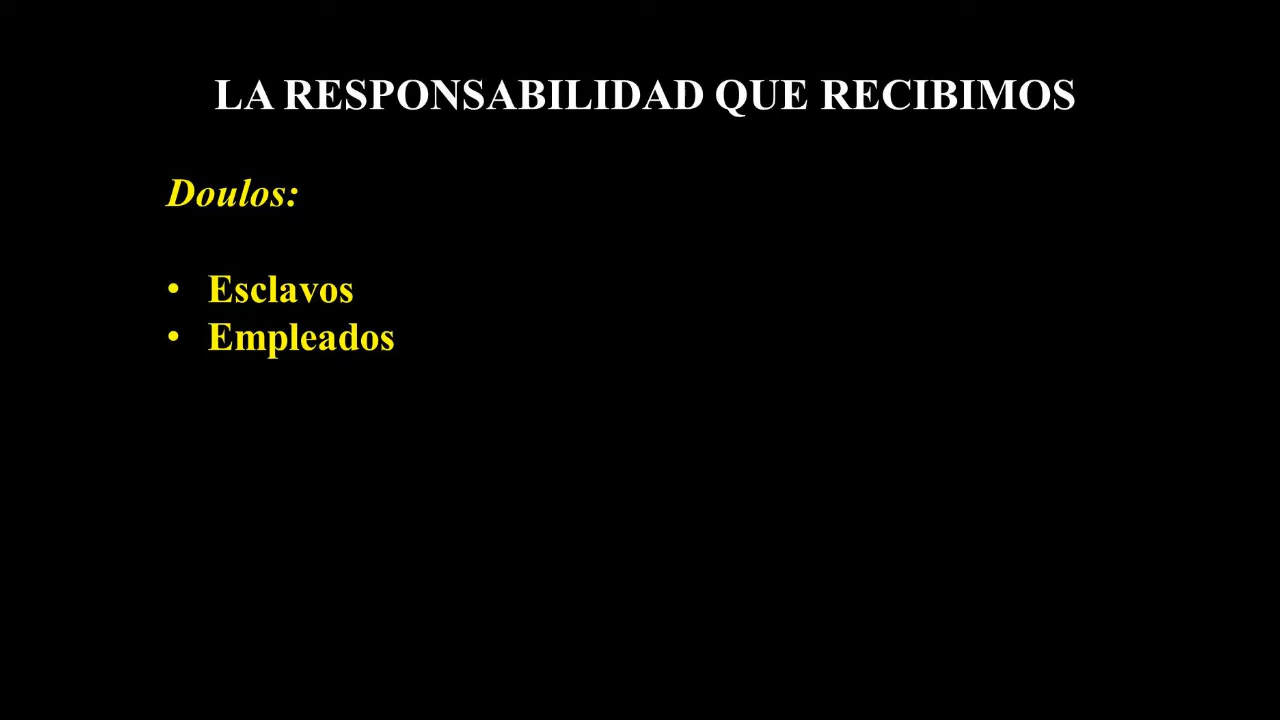 LA RESPONSABILIDAD QUE RECIBIMOS
Doulos:
• Esclavos
• Empleados